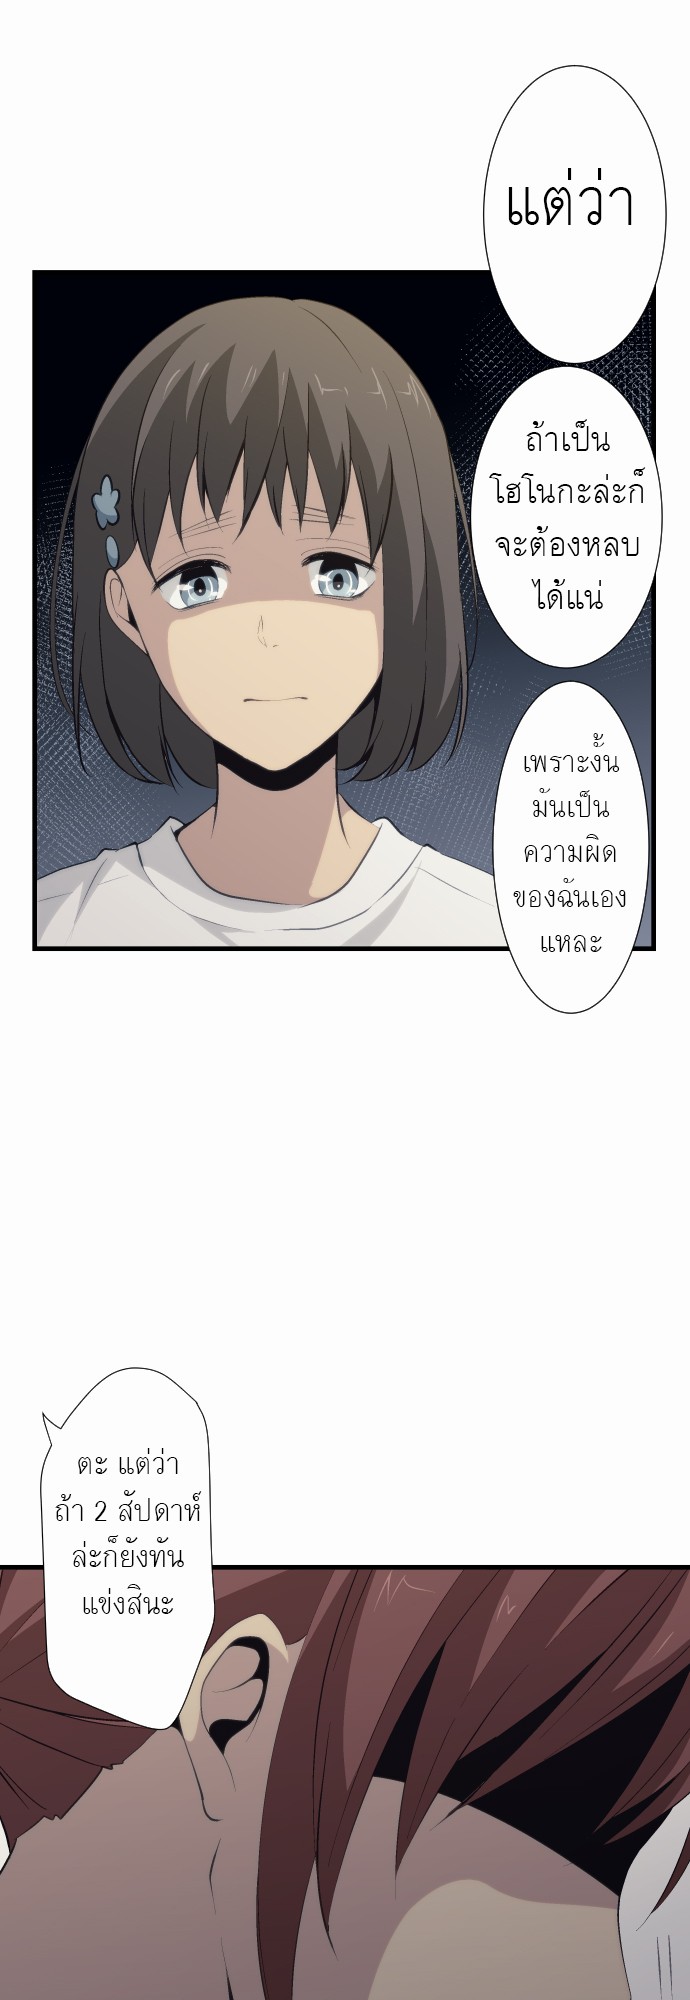 แต่ว่า
ถ้าเป็น
โฮโนกะล่ะก็
จะต้องหลบ
ได้แน่
เพราะงั้น
มันเป็น
ความผิด
ของฉันเอง
แหละ
ตะ แต่ว่า
ถ้า 2 สัปดาห์
ล่ะก็ยังทัน
แข่งสินะ